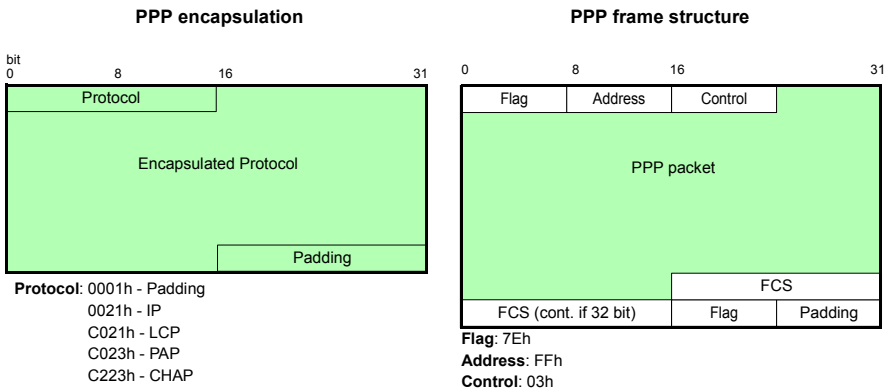 PPP encapsulation
bit
0 8 16 31
Protocol
Encapsulated Protocol
Padding
Protocol: 0001h - Padding
0021h - IP
C021h - LCP
C023h - PAP
C223h - CHAP
PPP frame structure
0 8 16 31
Flag Address Control
PPP packet
FCS
FCS (cont. if 32 bit) Flag Padding
Flag: 7Eh
Address: FFh
Control: 03h